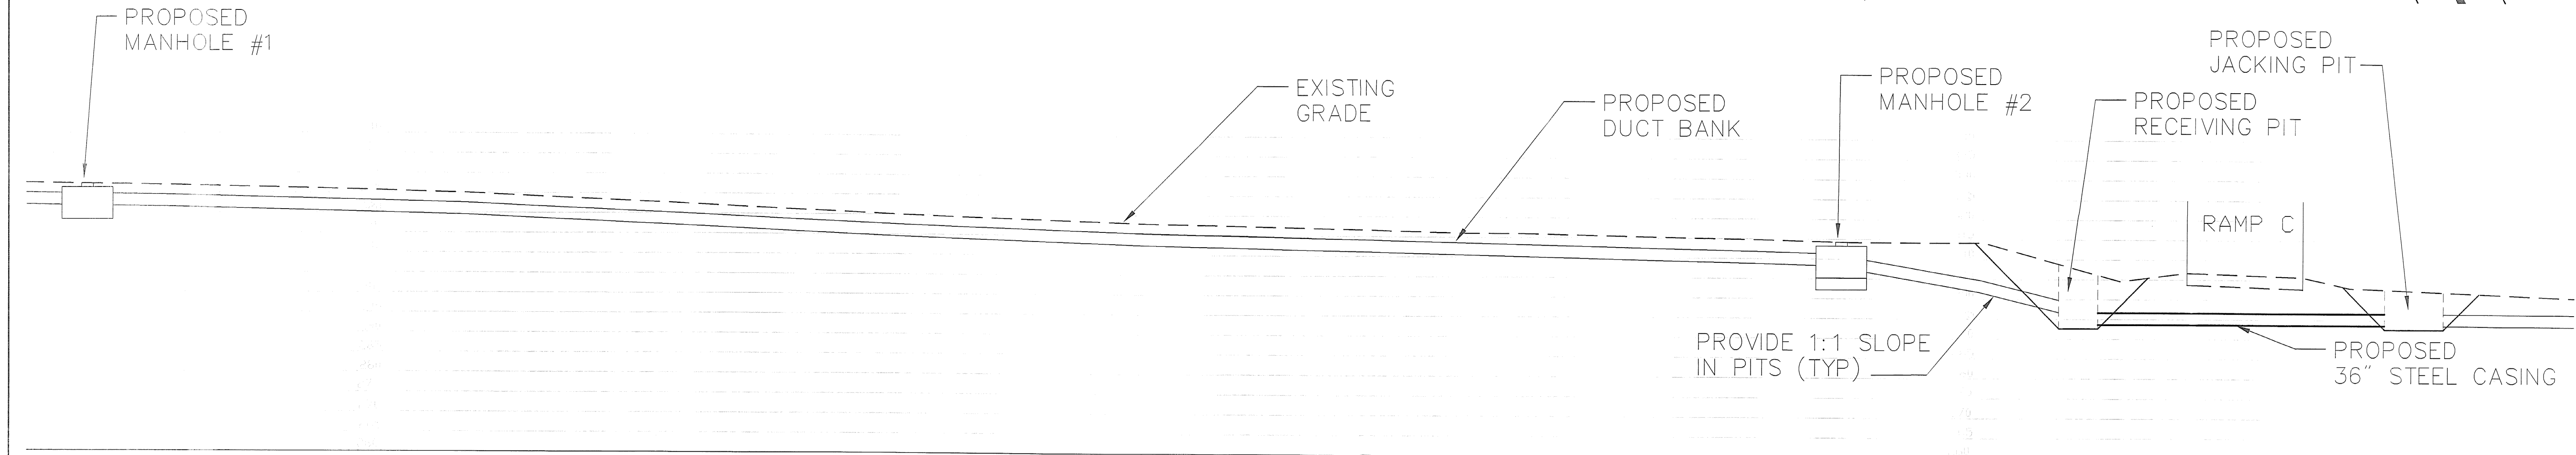 PROPOSED
MANHOLE #1
EXISTING
GRADE
PROPOSED
DUCT BANK
PROPOSED
MANHOLE #2
PROPOSED
RECEIVING PIT
PROPOSED
JACKING PIT
RAMP C
PROVIDE 1:1 SLOPE
IN PITS (TYP)
PROPOSED
36" STEEL CASING